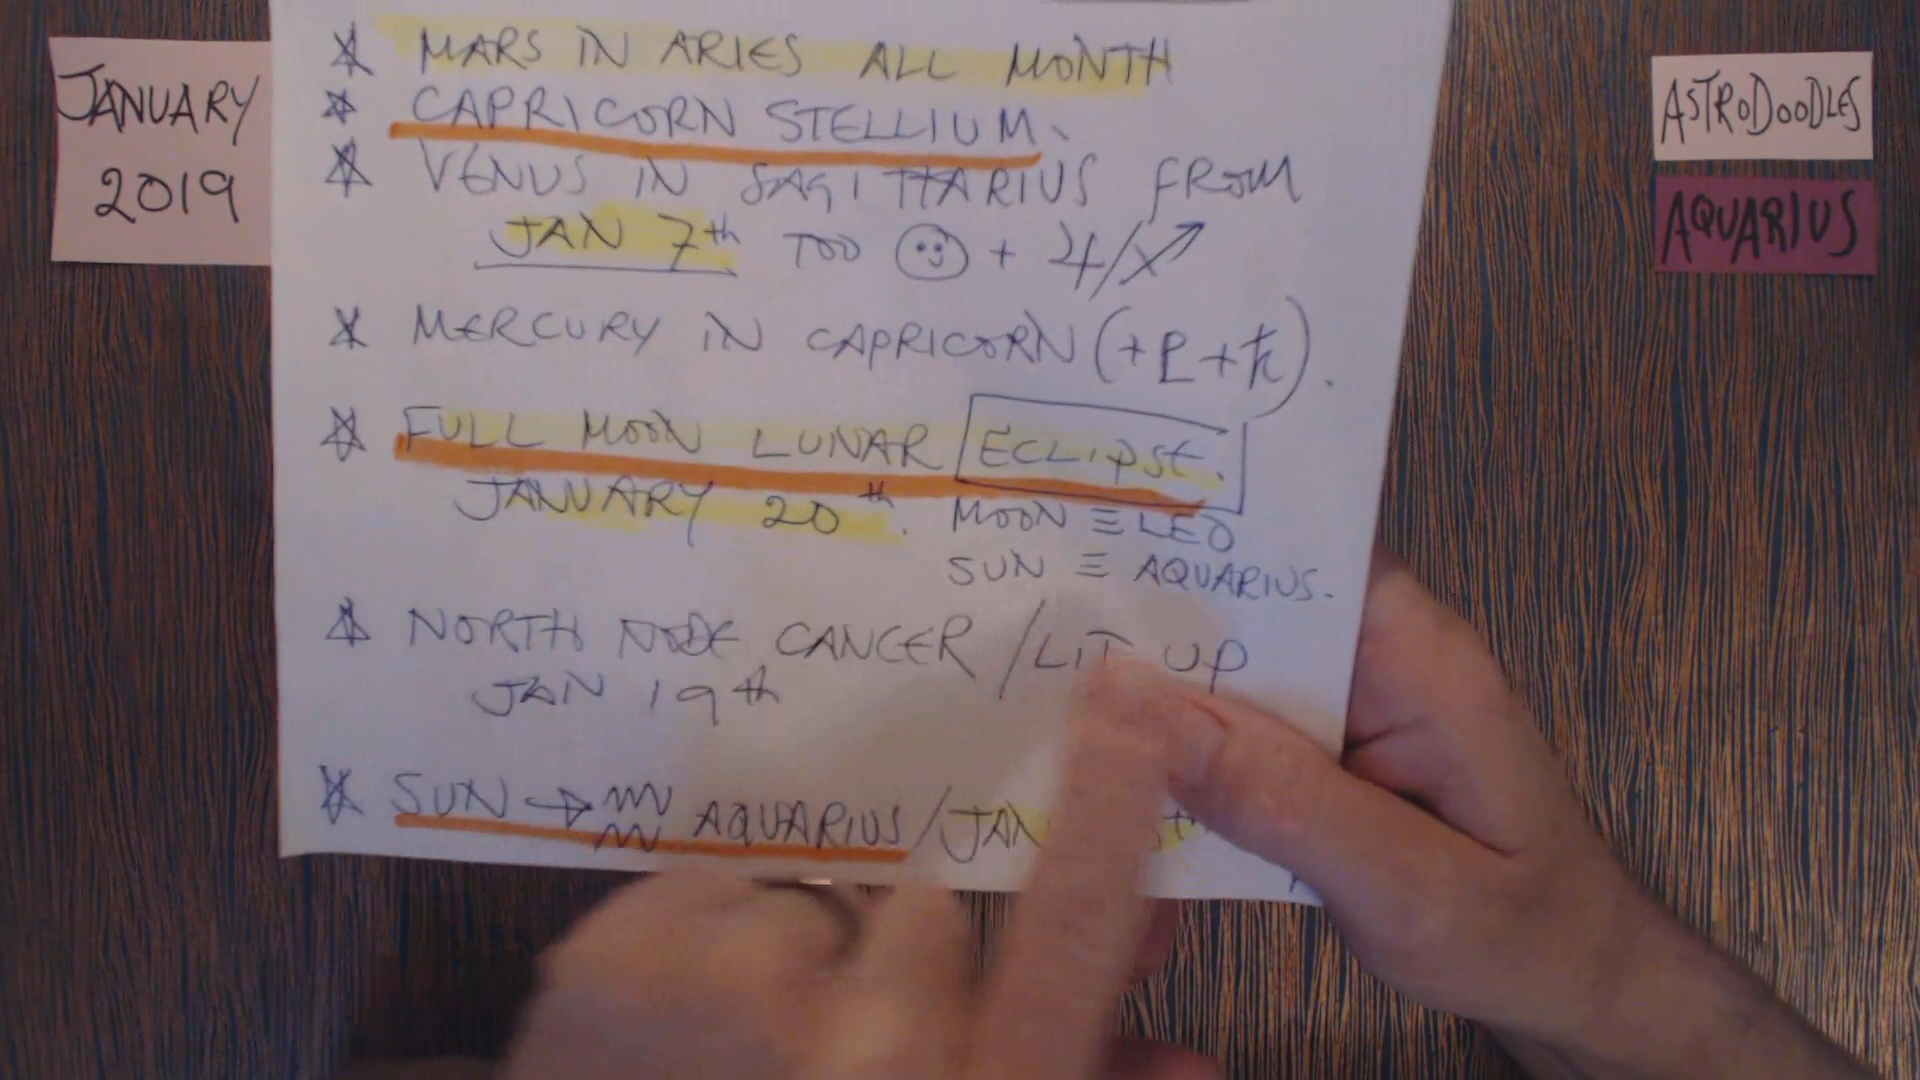 JANUARY
2019
ASTRODOODLES
AQUARIUS
* MARS IN ARIES ALL MONTH
* CAPRICORN STELLIUM.
* VENUS IN SAGITTARIUS FROM
JAN 7th TOO + ♃/♐
* MERCURY IN CAPRICORN (+♇+♄).
* FULL MOON LUNAR ECLIPSE.
JANUARY 20th. MOON ≡ LEO
SUN ≡ AQUARIUS.
* NORTH NODE CANCER / LIT UP
JAN 19th
* SUN → ♒ AQUARIUS / JAN th